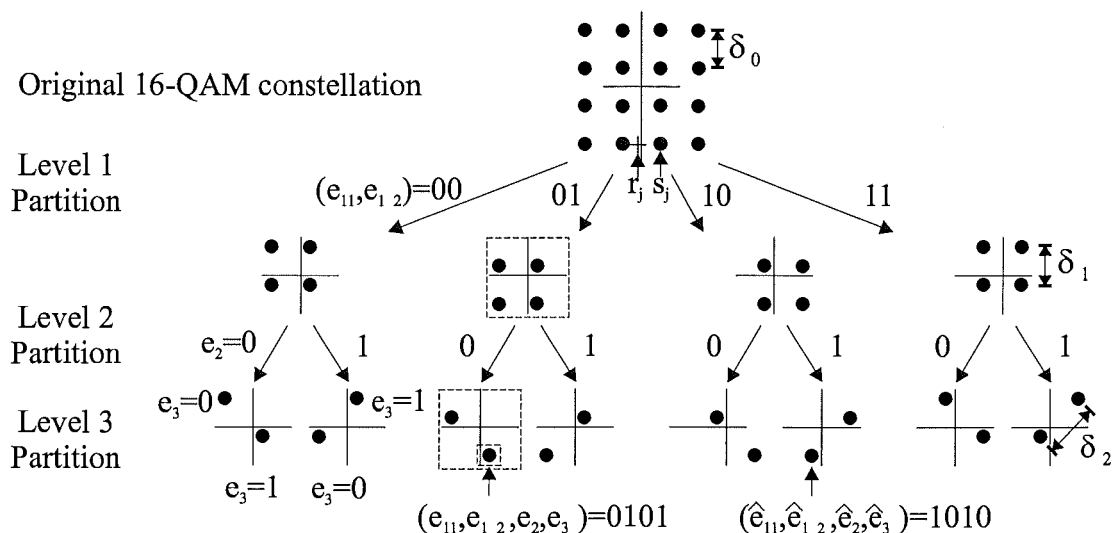 δ₀
Original 16-QAM constellation
Level 1
Partition
(e₁₁,e₁ ₂)=00
01
rⱼ
sⱼ
10
11
δ₁
Level 2
Partition
e₂=0
1
0
1
0
1
0
1
Level 3
Partition
e₃=0
e₃=1
δ₂
e₃=1
e₃=0
(e₁₁,e₁ ₂,e₂,e₃)=0101
(ê₁₁,ê₁ ₂,ê₂,ê₃)=1010